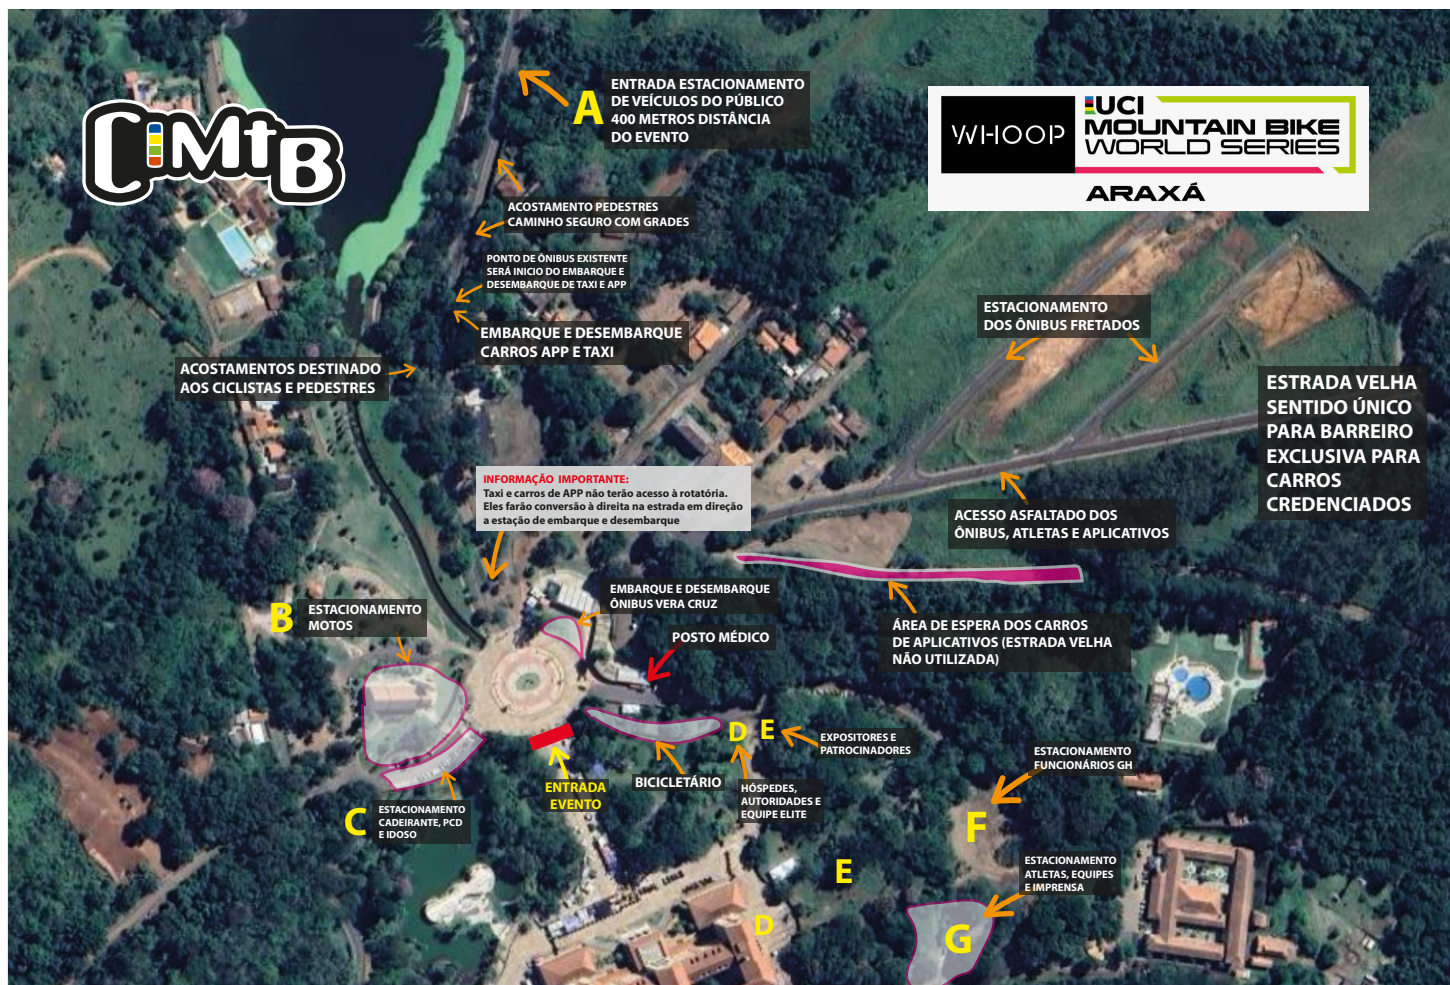 CIMTB
WHOOP
UCI
MOUNTAIN BIKE
WORLD SERIES
ARAXÁ
A
ENTRADA ESTACIONAMENTO
DE VEÍCULOS DO PÚBLICO
400 METROS DISTÂNCIA
DO EVENTO
ACOSTAMENTO PEDESTRES
CAMINHO SEGURO COM GRADES
PONTO DE ÔNIBUS EXISTENTE
SERÁ INICIO DO EMBARQUE E
DESEMBARQUE DE TAXI E APP
EMBARQUE E DESEMBARQUE
CARROS APP E TAXI
ACOSTAMENTOS DESTINADO
AOS CICLISTAS E PEDESTRES
ESTACIONAMENTO
DOS ÔNIBUS FRETADOS
ESTRADA VELHA
SENTIDO ÚNICO
PARA BARREIRO
EXCLUSIVA PARA
CARROS
CREDENCIADOS
INFORMAÇÃO IMPORTANTE:
Taxi e carros de APP não terão acesso à rotatória.
Eles farão conversão à direita na estrada em direção
a estação de embarque e desembarque
ACESSO ASFALTADO DOS
ÔNIBUS, ATLETAS E APLICATIVOS
EMBARQUE E DESEMBARQUE
ÔNIBUS VERA CRUZ
B
ESTACIONAMENTO
MOTOS
POSTO MÉDICO
ÁREA DE ESPERA DOS CARROS
DE APLICATIVOS (ESTRADA VELHA
NÃO UTILIZADA)
D
E
EXPOSITORES E
PATROCINADORES
ENTRADA
EVENTO
BICICLETÁRIO
HÓSPEDES,
AUTORIDADES E
EQUIPE ELITE
ESTACIONAMENTO
FUNCIONÁRIOS GH
F
C
ESTACIONAMENTO
CADEIRANTE, PCD
E IDOSO
E
ESTACIONAMENTO
ATLETAS, EQUIPES
E IMPRENSA
D
G